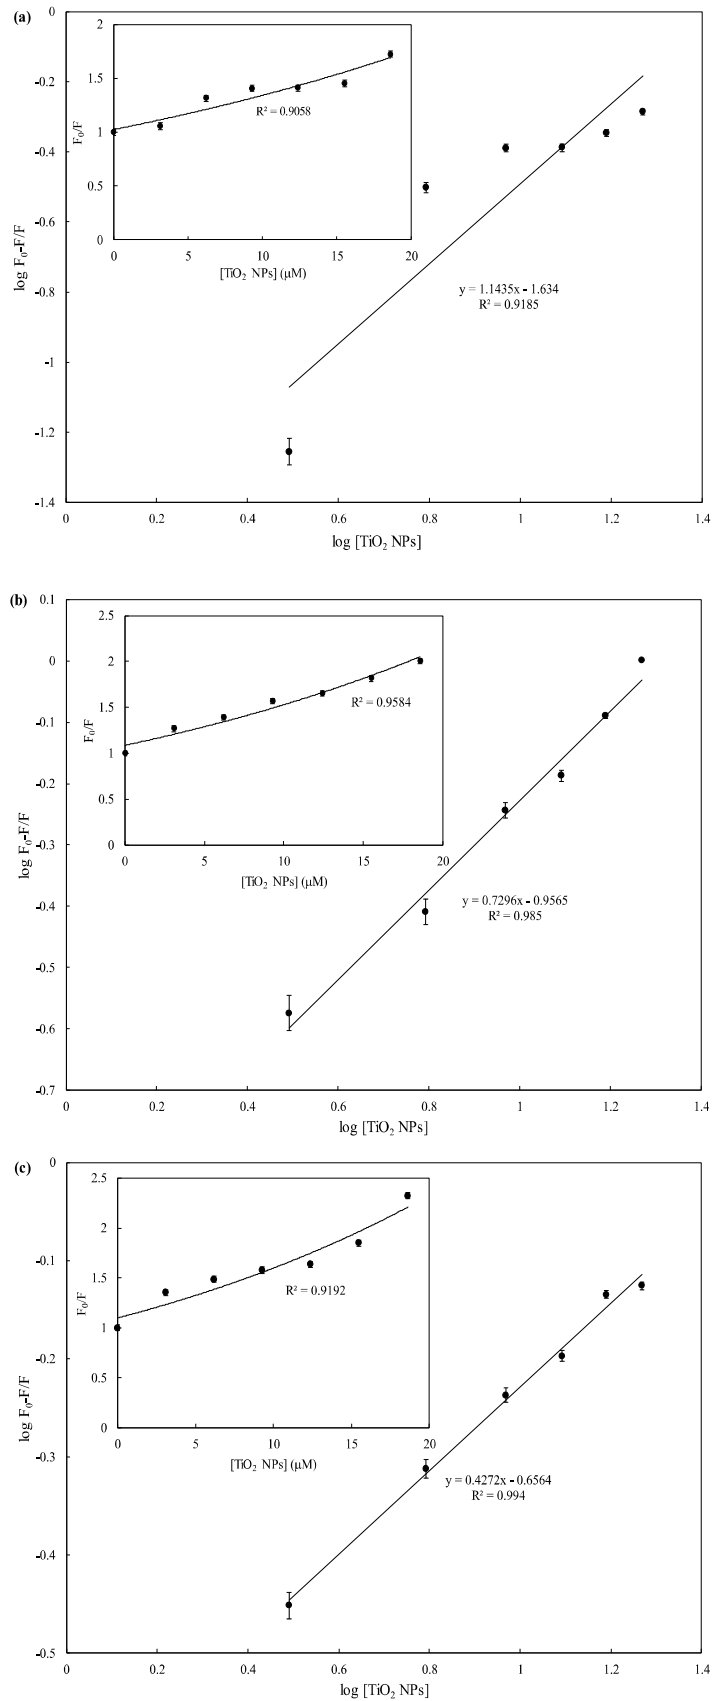 (a)
0
-0.2
-0.4
-0.6
-0.8
-1
-1.2
-1.4
log F₀-F/F
0 0.2 0.4 0.6 0.8 1 1.2 1.4
log [TiO₂ NPs]
y = 1.1435x - 1.634
R² = 0.9185
2
1.5
1
0.5
0
F₀/F
R² = 0.9058
0 5 10 15 20
[TiO₂ NPs] (μM)
(b)
0.1
0
-0.1
-0.2
-0.3
-0.4
-0.5
-0.6
-0.7
log F₀-F/F
0 0.2 0.4 0.6 0.8 1 1.2 1.4
log [TiO₂ NPs]
y = 0.7296x - 0.9565
R² = 0.985
2.5
2
1.5
1
0.5
0
F₀/F
R² = 0.9584
0 5 10 15 20
[TiO₂ NPs] (μM)
(c)
0
-0.1
-0.2
-0.3
-0.4
-0.5
log F₀-F/F
0 0.2 0.4 0.6 0.8 1 1.2 1.4
log [TiO₂ NPs]
y = 0.4272x - 0.6564
R² = 0.994
2.5
2
1.5
1
0.5
0
F₀/F
R² = 0.9192
0 5 10 15 20
[TiO₂ NPs] (μM)